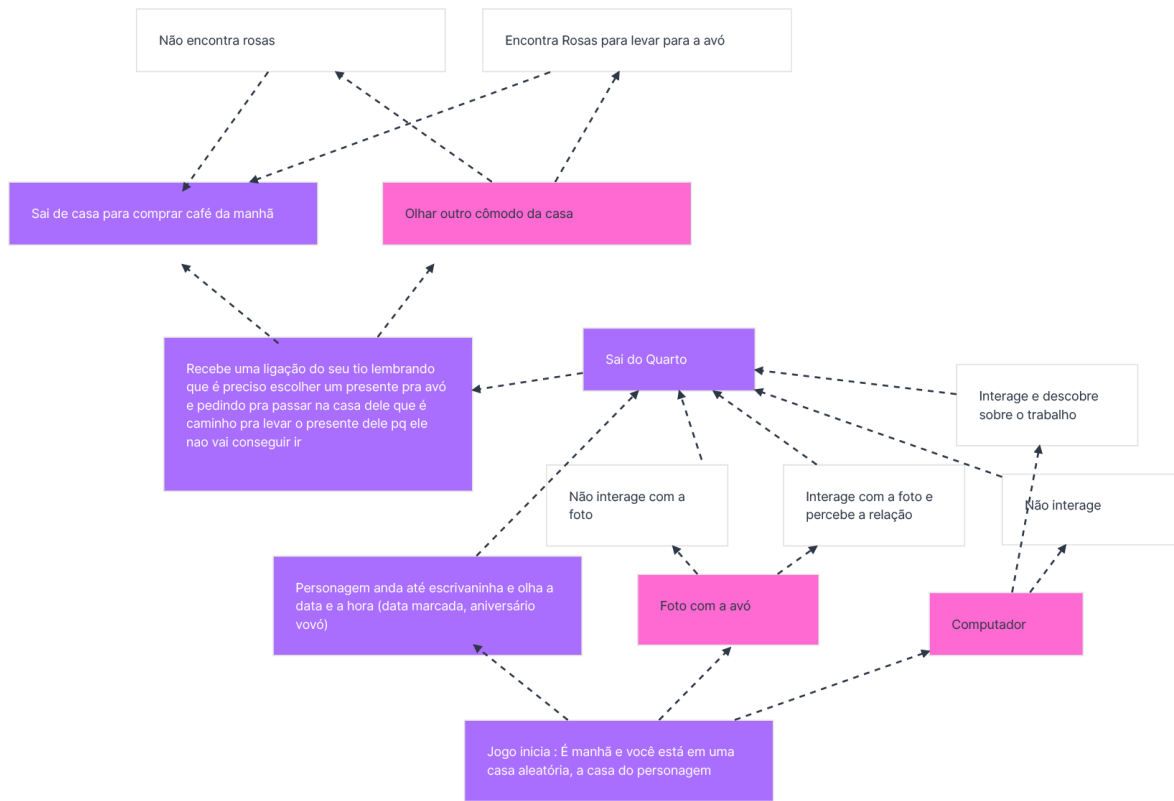 Não encontra rosas
Encontra Rosas para levar para a avó
Sai de casa para comprar café da manhã
Olhar outro cômodo da casa
Recebe uma ligação do seu tio lembrando
que é preciso escolher um presente pra avó
e pedindo pra passar na casa dele que é
caminho pra levar o presente dele pq ele
nao vai conseguir ir
Sai do Quarto
Interage e descobre
sobre o trabalho
Não interage com a
foto
Interage com a foto e
percebe a relação
Não interage
Personagem anda até escrivaninha e olha a
data e a hora (data marcada, aniversário
vovó)
Foto com a avó
Computador
Jogo inicia : É manhã e você está em uma
casa aleatória, a casa do personagem